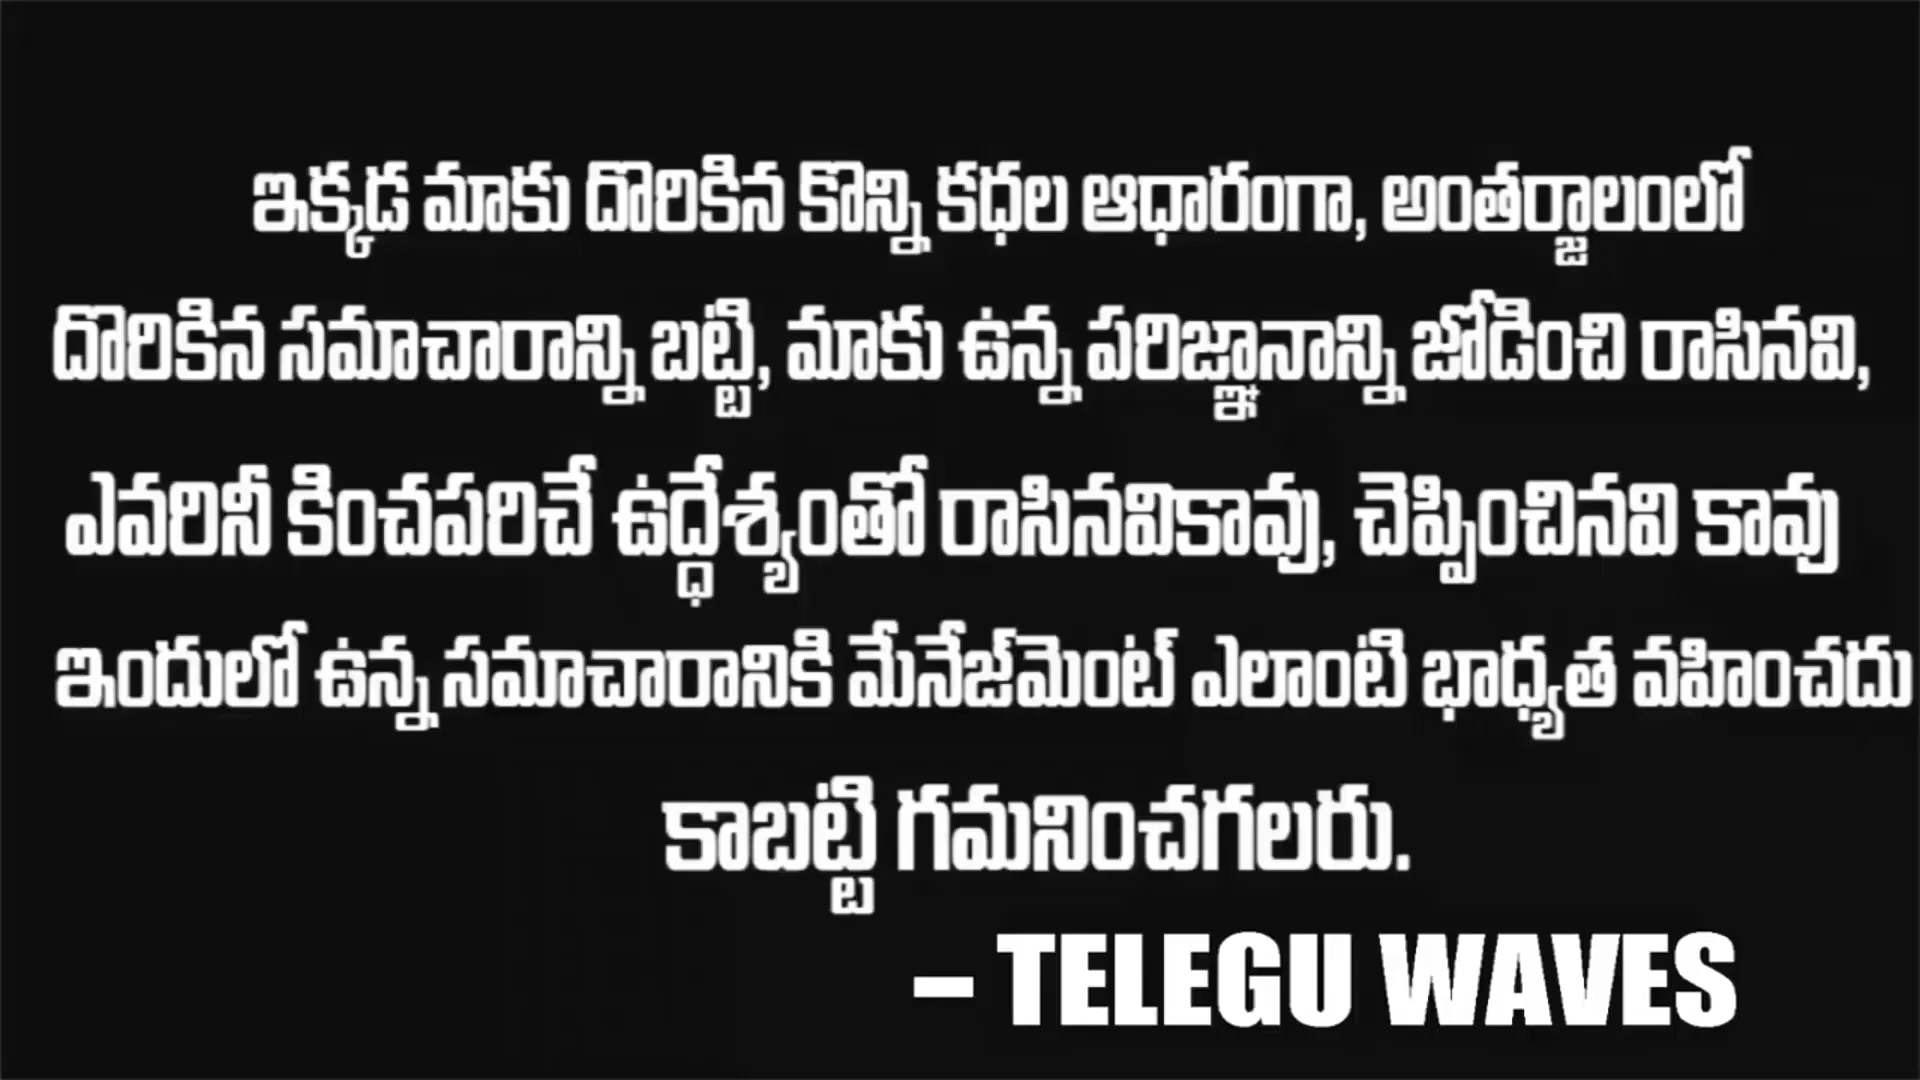 ఇక్కడ మాకు దొరికిన కొన్ని కధల ఆధారంగా, అంతర్జాలంలో
దొరికిన సమాచారాన్ని బట్టి, మాకు ఉన్న పరిజ్ఞానాన్ని జోడించి రాసినవి,
ఎవరినీ కించపరిచే ఉద్ధేశ్యంతో రాసినవికావు, చెప్పించినవి కావు
ఇందులో ఉన్న సమాచారానికి మేనేజ్‌మెంట్ ఎలాంటి భాధ్యత వహించదు
కాబట్టి గమనించగలరు.
– TELEGU WAVES